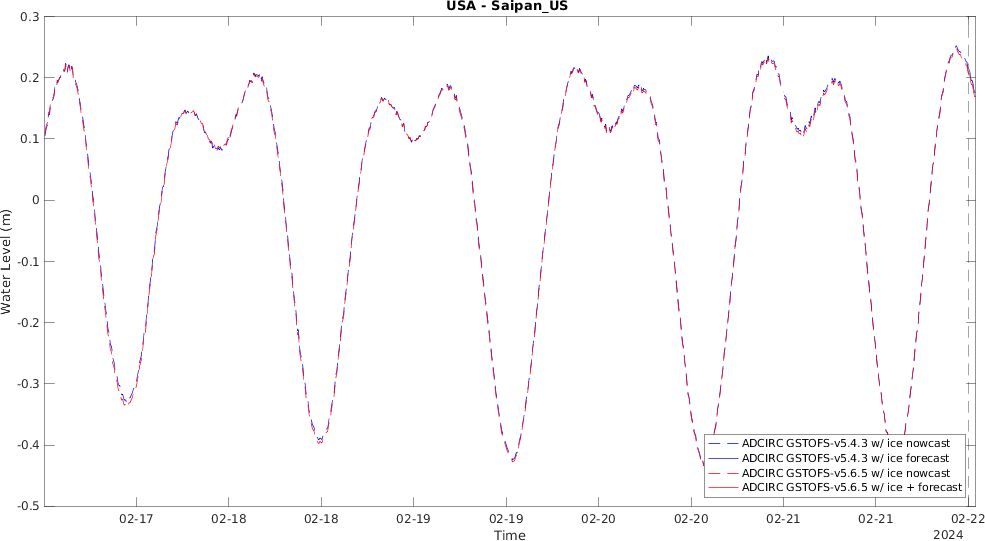 USA - Saipan_US
0.3
0.2
0.1
0
-0.1
-0.2
-0.3
-0.4
-0.5
Water Level (m)
ADCIRC GSTOFS-v5.4.3 w/ ice nowcast
ADCIRC GSTOFS-v5.4.3 w/ ice forecast
ADCIRC GSTOFS-v5.6.5 w/ ice nowcast
ADCIRC GSTOFS-v5.6.5 w/ ice + forecast
02-17 02-18 02-18 02-19 02-19 02-20 02-20 02-21 02-21 02-22
Time
2024